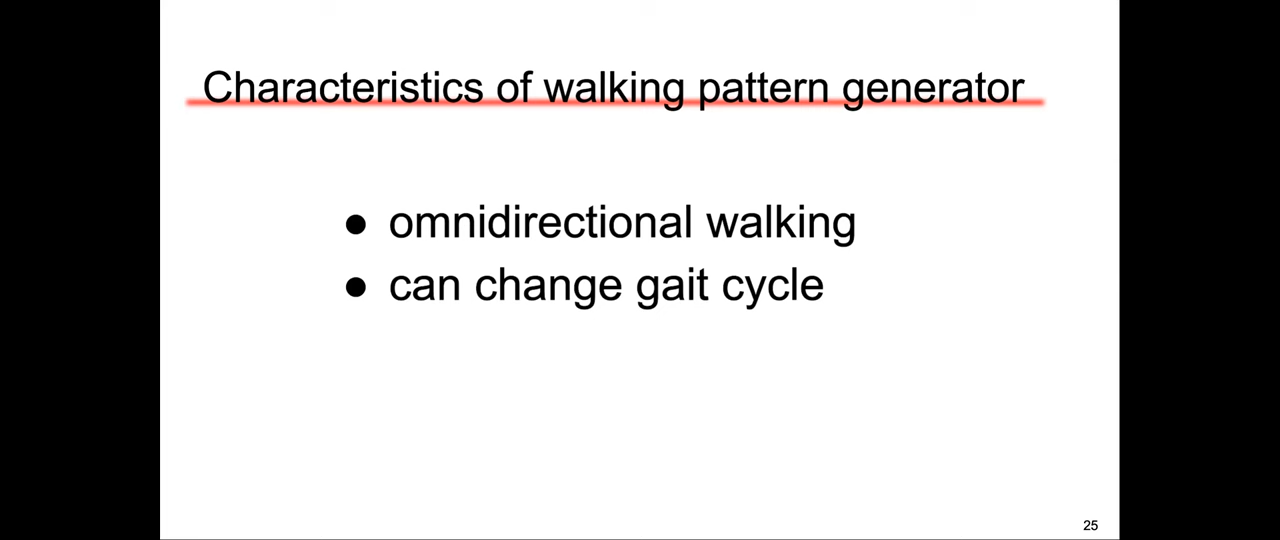 Characteristics of walking pattern generator
● omnidirectional walking
● can change gait cycle
25